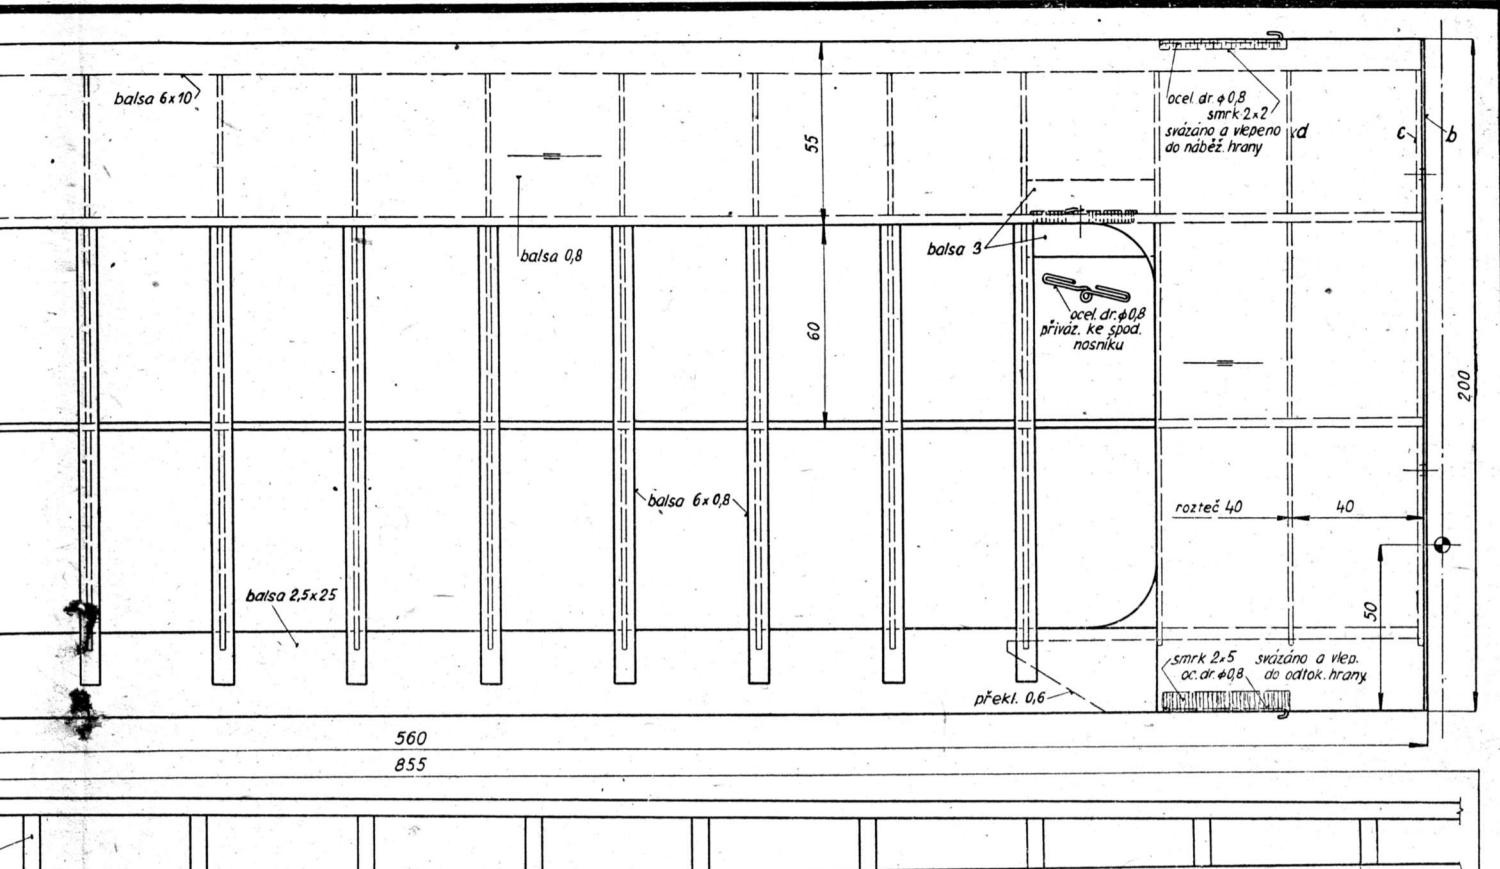 balsa 6x10
55
balsa 0,8
60
balsa 3
ocel. dr. φ 0,8
smrk 2x2
svázáno a vlepeno
do náběž. hrany
d
c
b
ocel. dr. φ 0,8
přiváz. ke spod.
nosníku
200
balsa 6x0,8
rozteč 40
40
50
balsa 2,5x25
smrk 2x5
oc. dr. φ 0,8
svázáno a vlep.
do odtok. hrany
překl. 0,6
560
855